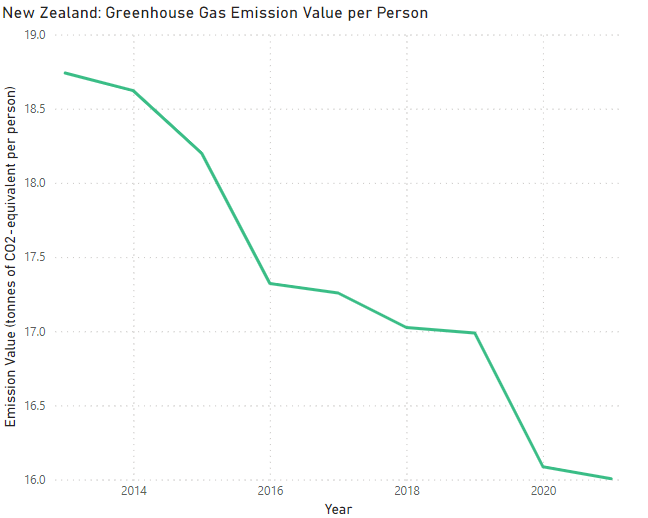 New Zealand: Greenhouse Gas Emission Value per Person
Emission Value (tonnes of CO2-equivalent per person)
19.0
18.5
18.0
17.5
17.0
16.5
16.0
2014 2016 2018 2020
Year